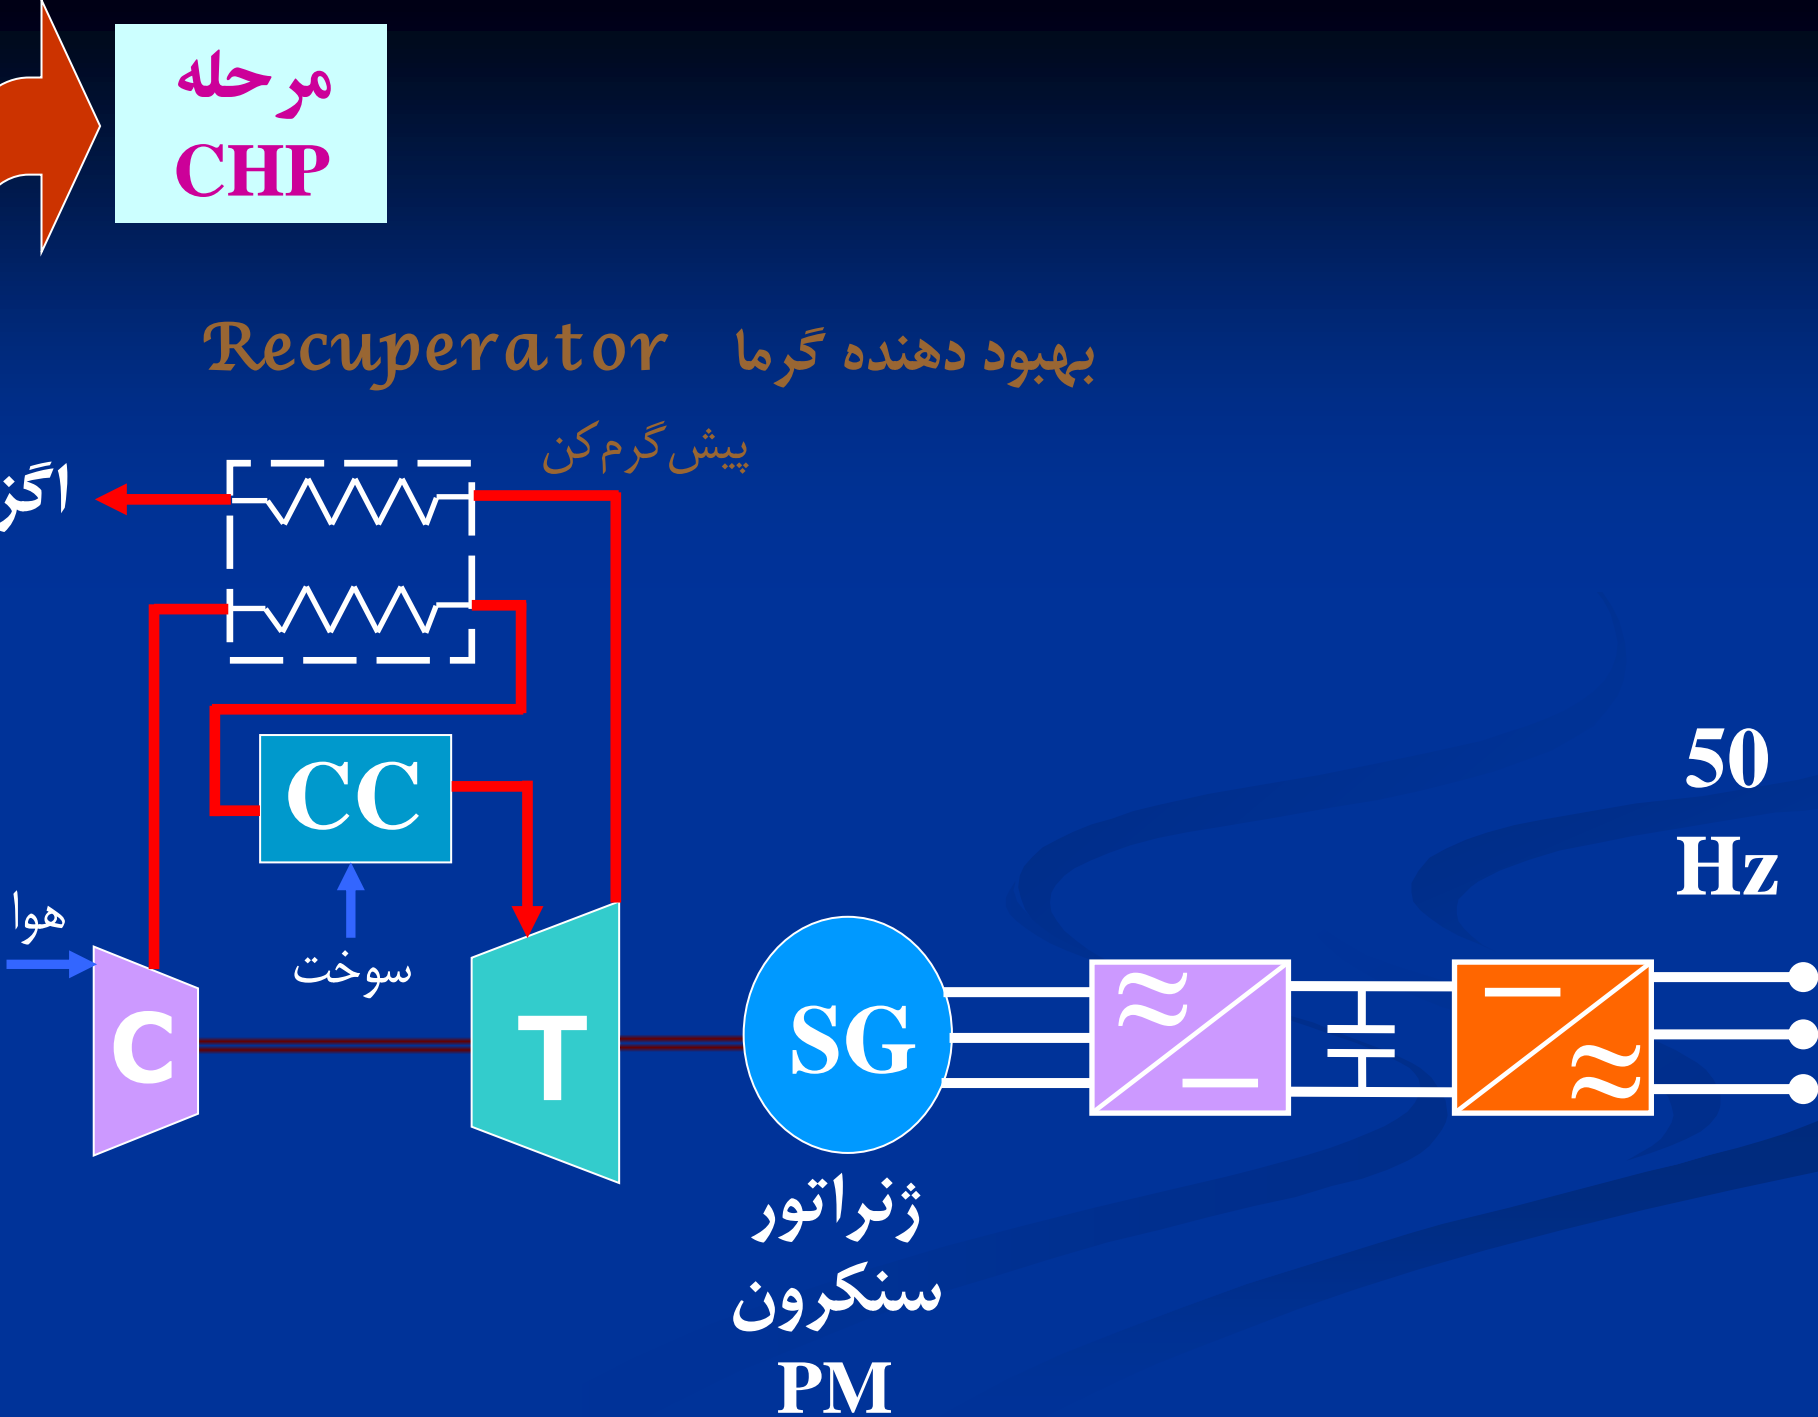 مرحله
CHP
بهبود دهنده گرما Recuperator
پیش‌گرم‌کن
CC
50
Hz
هوا
سوخت
C
T
SG
ژنراتور
سنکرون
PM